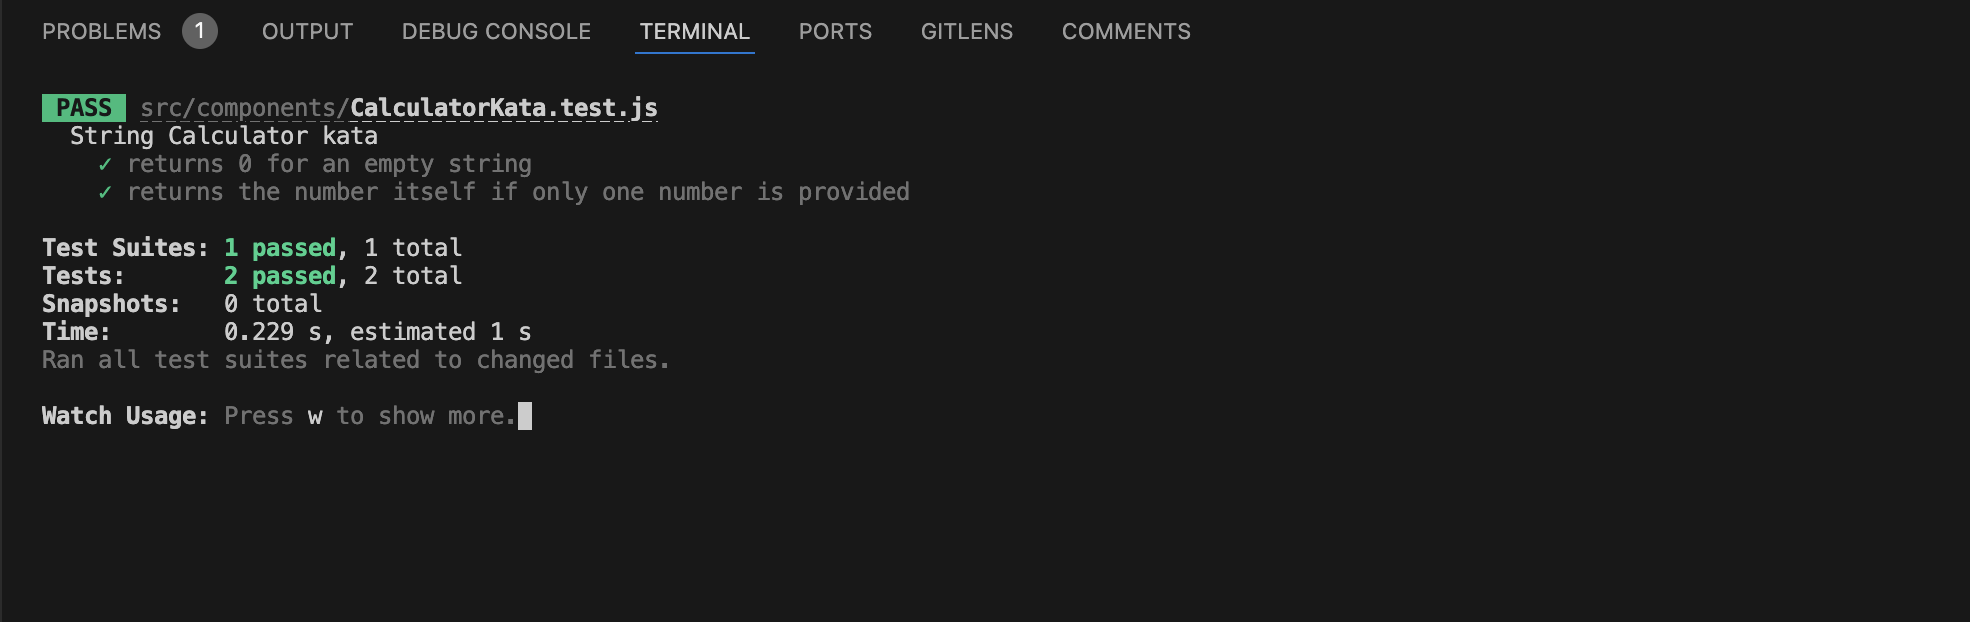 PROBLEMS 1 OUTPUT DEBUG CONSOLE TERMINAL PORTS GITLENS COMMENTS
PASS src/components/CalculatorKata.test.js
String Calculator kata
✓ returns 0 for an empty string
✓ returns the number itself if only one number is provided
Test Suites: 1 passed, 1 total
Tests: 2 passed, 2 total
Snapshots: 0 total
Time: 0.229 s, estimated 1 s
Ran all test suites related to changed files.
Watch Usage: Press w to show more.